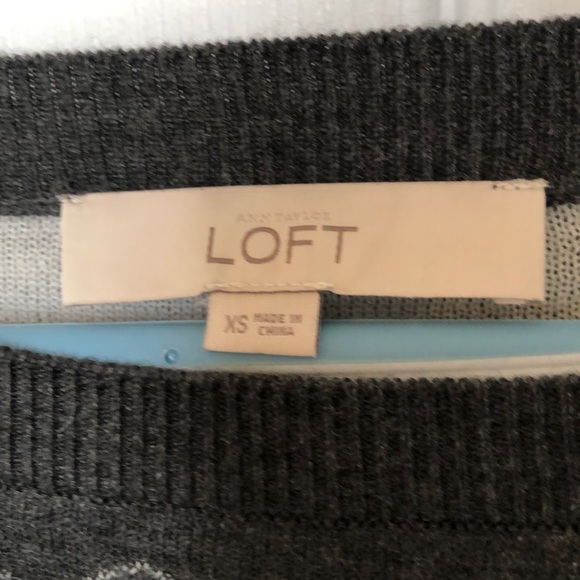 ANN TAYLOR
LOFT
XS MADE IN
CHINA